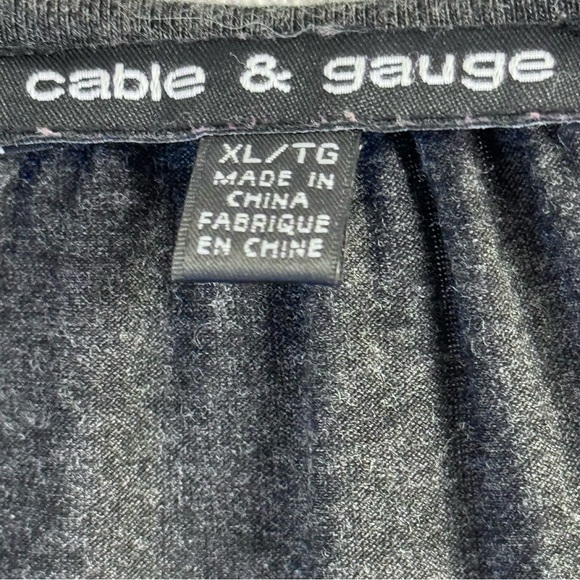 cable & gauge
XL/TG
MADE IN
CHINA
FABRIQUE
EN CHINE